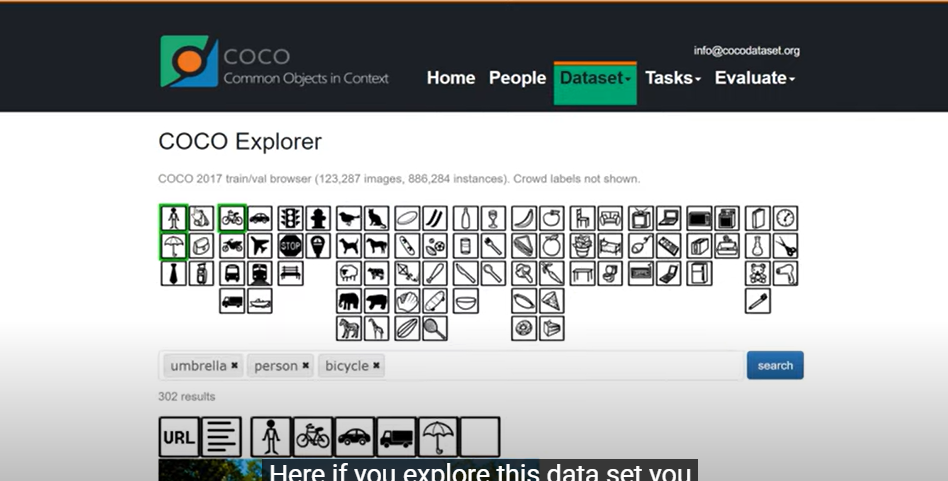 info@cocodataset.org
COCO
Common Objects in Context
Home People Dataset Tasks Evaluate
COCO Explorer
COCO 2017 train/val browser (123,287 images, 886,284 instances). Crowd labels not shown.
STOP
umbrella × person × bicycle × search
302 results
URL
Here if you explore this data set you